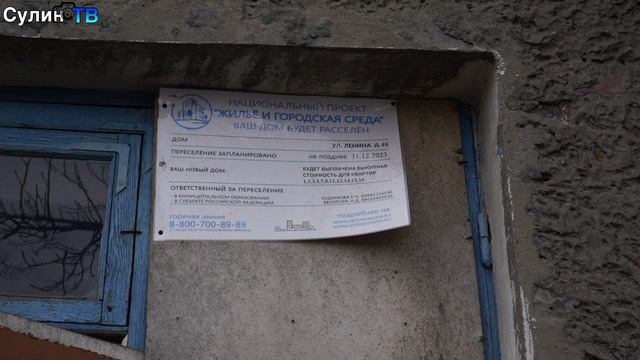 Сулин ТВ
НАЦИОНАЛЬНЫЙ ПРОЕКТ
"ЖИЛЬЕ И ГОРОДСКАЯ СРЕДА"
ВАШ ДОМ БУДЕТ РАССЕЛЕН
ДОМ УЛ. ЛЕНИНА Д.48
ПЕРЕСЕЛЕНИЕ ЗАПЛАНИРОВАНО не позднее 31.12.2023
ВАШ НОВЫЙ ДОМ БУДЕТ ВЫПЛАЧЕНА ВЫКУПНАЯ
СТОИМОСТЬ ДЛЯ КВАРТИР
ОТВЕТСТВЕННЫЙ ЗА ПЕРЕСЕЛЕНИЕ
- В МУНИЦИПАЛЬНОМ ОБРАЗОВАНИИ
- В СУБЪЕКТЕ РОССИЙСКОЙ ФЕДЕРАЦИИ
горячая линия
8-800-700-89-89
подробнее на